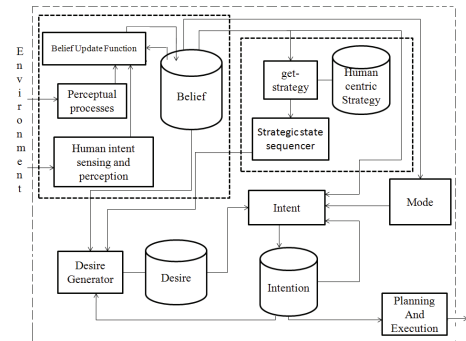 Environment
Belief Update Function
Perceptual
processes
Human intent
sensing and
perception
Belief
get-
strategy
Human
centric
Strategy
Strategic state
sequencer
Intent
Mode
Desire
Generator
Desire
Intention
Planning
And
Execution